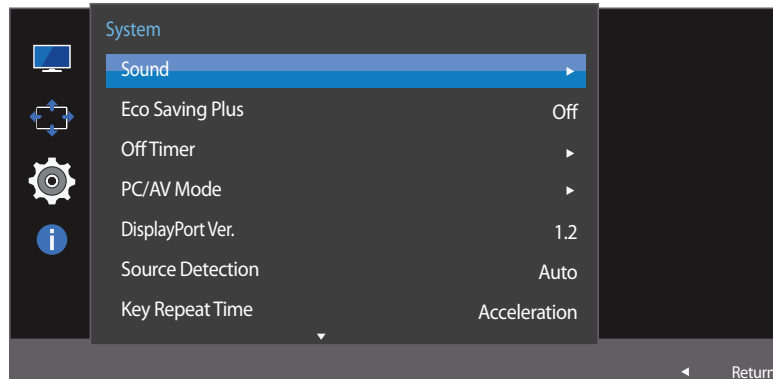 System
Sound
Eco Saving Plus Off
Off Timer
PC/AV Mode
DisplayPort Ver. 1.2
Source Detection Auto
Key Repeat Time Acceleration
Return